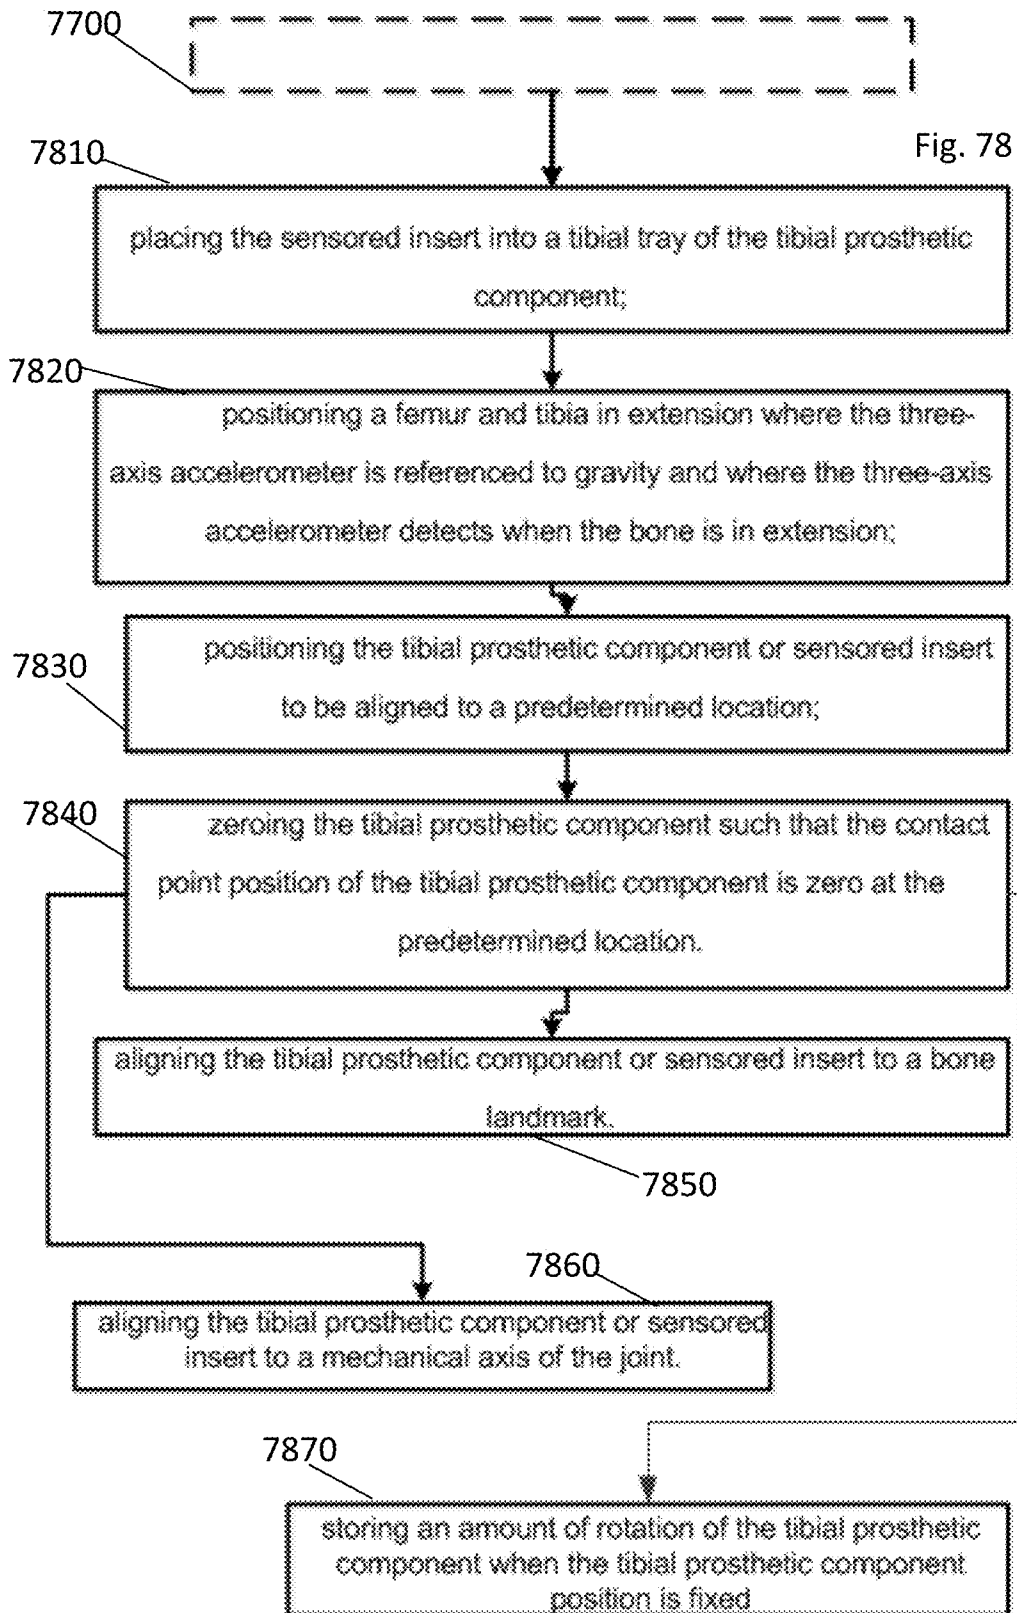 7700
Fig. 78
7810
placing the sensored insert into a tibial tray of the tibial prosthetic
component;
7820
positioning a femur and tibia in extension where the three-
axis accelerometer is referenced to gravity and where the three-axis
accelerometer detects when the bone is in extension;
7830
positioning the tibial prosthetic component or sensored insert
to be aligned to a predetermined location;
7840
zeroing the tibial prosthetic component such that the contact
point position of the tibial prosthetic component is zero at the
predetermined location.
aligning the tibial prosthetic component or sensored insert to a bone
landmark.
7850
7860
aligning the tibial prosthetic component or sensored
insert to a mechanical axis of the joint.
7870
storing an amount of rotation of the tibial prosthetic
component when the tibial prosthetic component
position is fixed